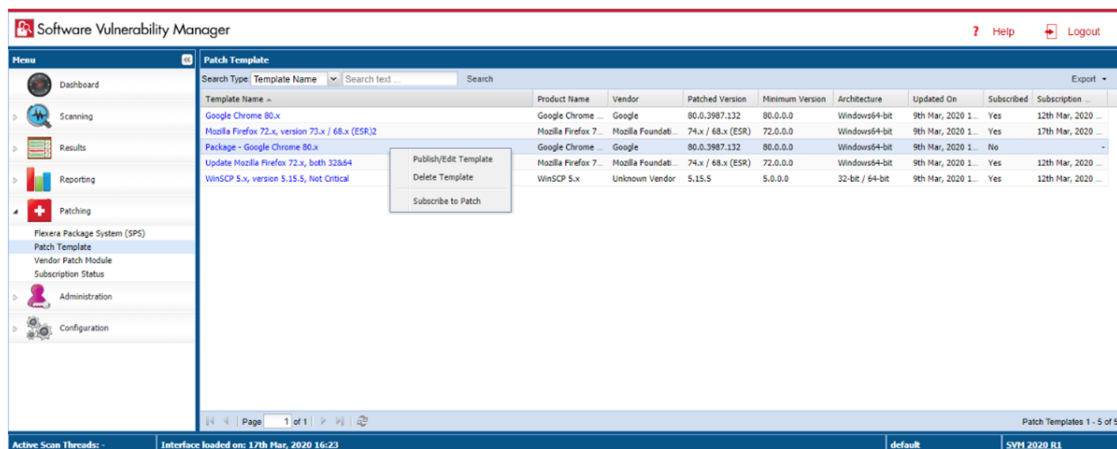 Software Vulnerability Manager
? Help Logout
Menu
Patch Template
Dashboard
Scanning
Results
Reporting
Patching
Flexera Package System (SPS)
Patch Template
Vendor Patch Module
Subscription Status
Administration
Configuration
Search Type: Template Name Search text ... Search Export
Template Name Product Name Vendor Patched Version Minimum Version Architecture Updated On Subscribed Subscription ...
Google Chrome 80.x Google Chrome ... Google 80.0.3987.132 80.0.0.0 Windows64-bit 9th Mar, 2020 1... Yes 12th Mar, 2020 ...
Mozilla Firefox 72.x, version 73.x / 68.x (ESR)2 Mozilla Firefox 7... Mozilla Foundati... 74.x / 68.x (ESR) 72.0.0.0 Windows64-bit 9th Mar, 2020 1... Yes 17th Mar, 2020 ...
Package - Google Chrome 80.x Google Chrome ... Google 80.0.3987.132 80.0.0.0 Windows64-bit 9th Mar, 2020 1... No -
Update Mozilla Firefox 72.x, both 32&64 Mozilla Firefox 7... Mozilla Foundati... 74.x / 68.x (ESR) 72.0.0.0 Windows64-bit 9th Mar, 2020 1... Yes 12th Mar, 2020 ...
WinSCP 5.x, version 5.15.5, Not Critical WinSCP 5.x Unknown Vendor 5.15.5 5.0.0.0 32-bit / 64-bit 9th Mar, 2020 1... Yes 12th Mar, 2020 ...
Publish/Edit Template
Delete Template
Subscribe to Patch
Page 1 of 1 Patch Templates 1 - 5 of 5
Active Scan Threads: - Interface loaded on: 17th Mar, 2020 16:23 default SVM 2020 R1